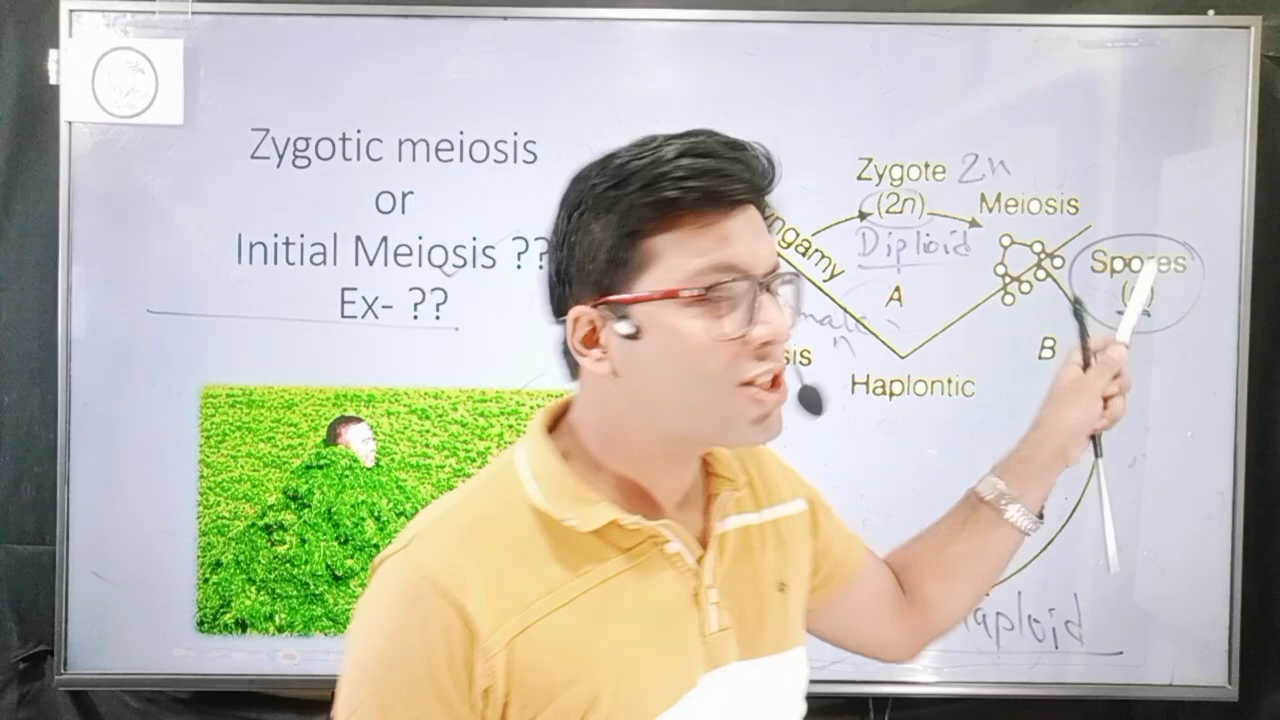 Zygotic meiosis
or
Initial Meiosis ??
Ex- ??
Zygote 2n
(2n)
Meiosis
Diploid
Spores
A
B
Haplontic